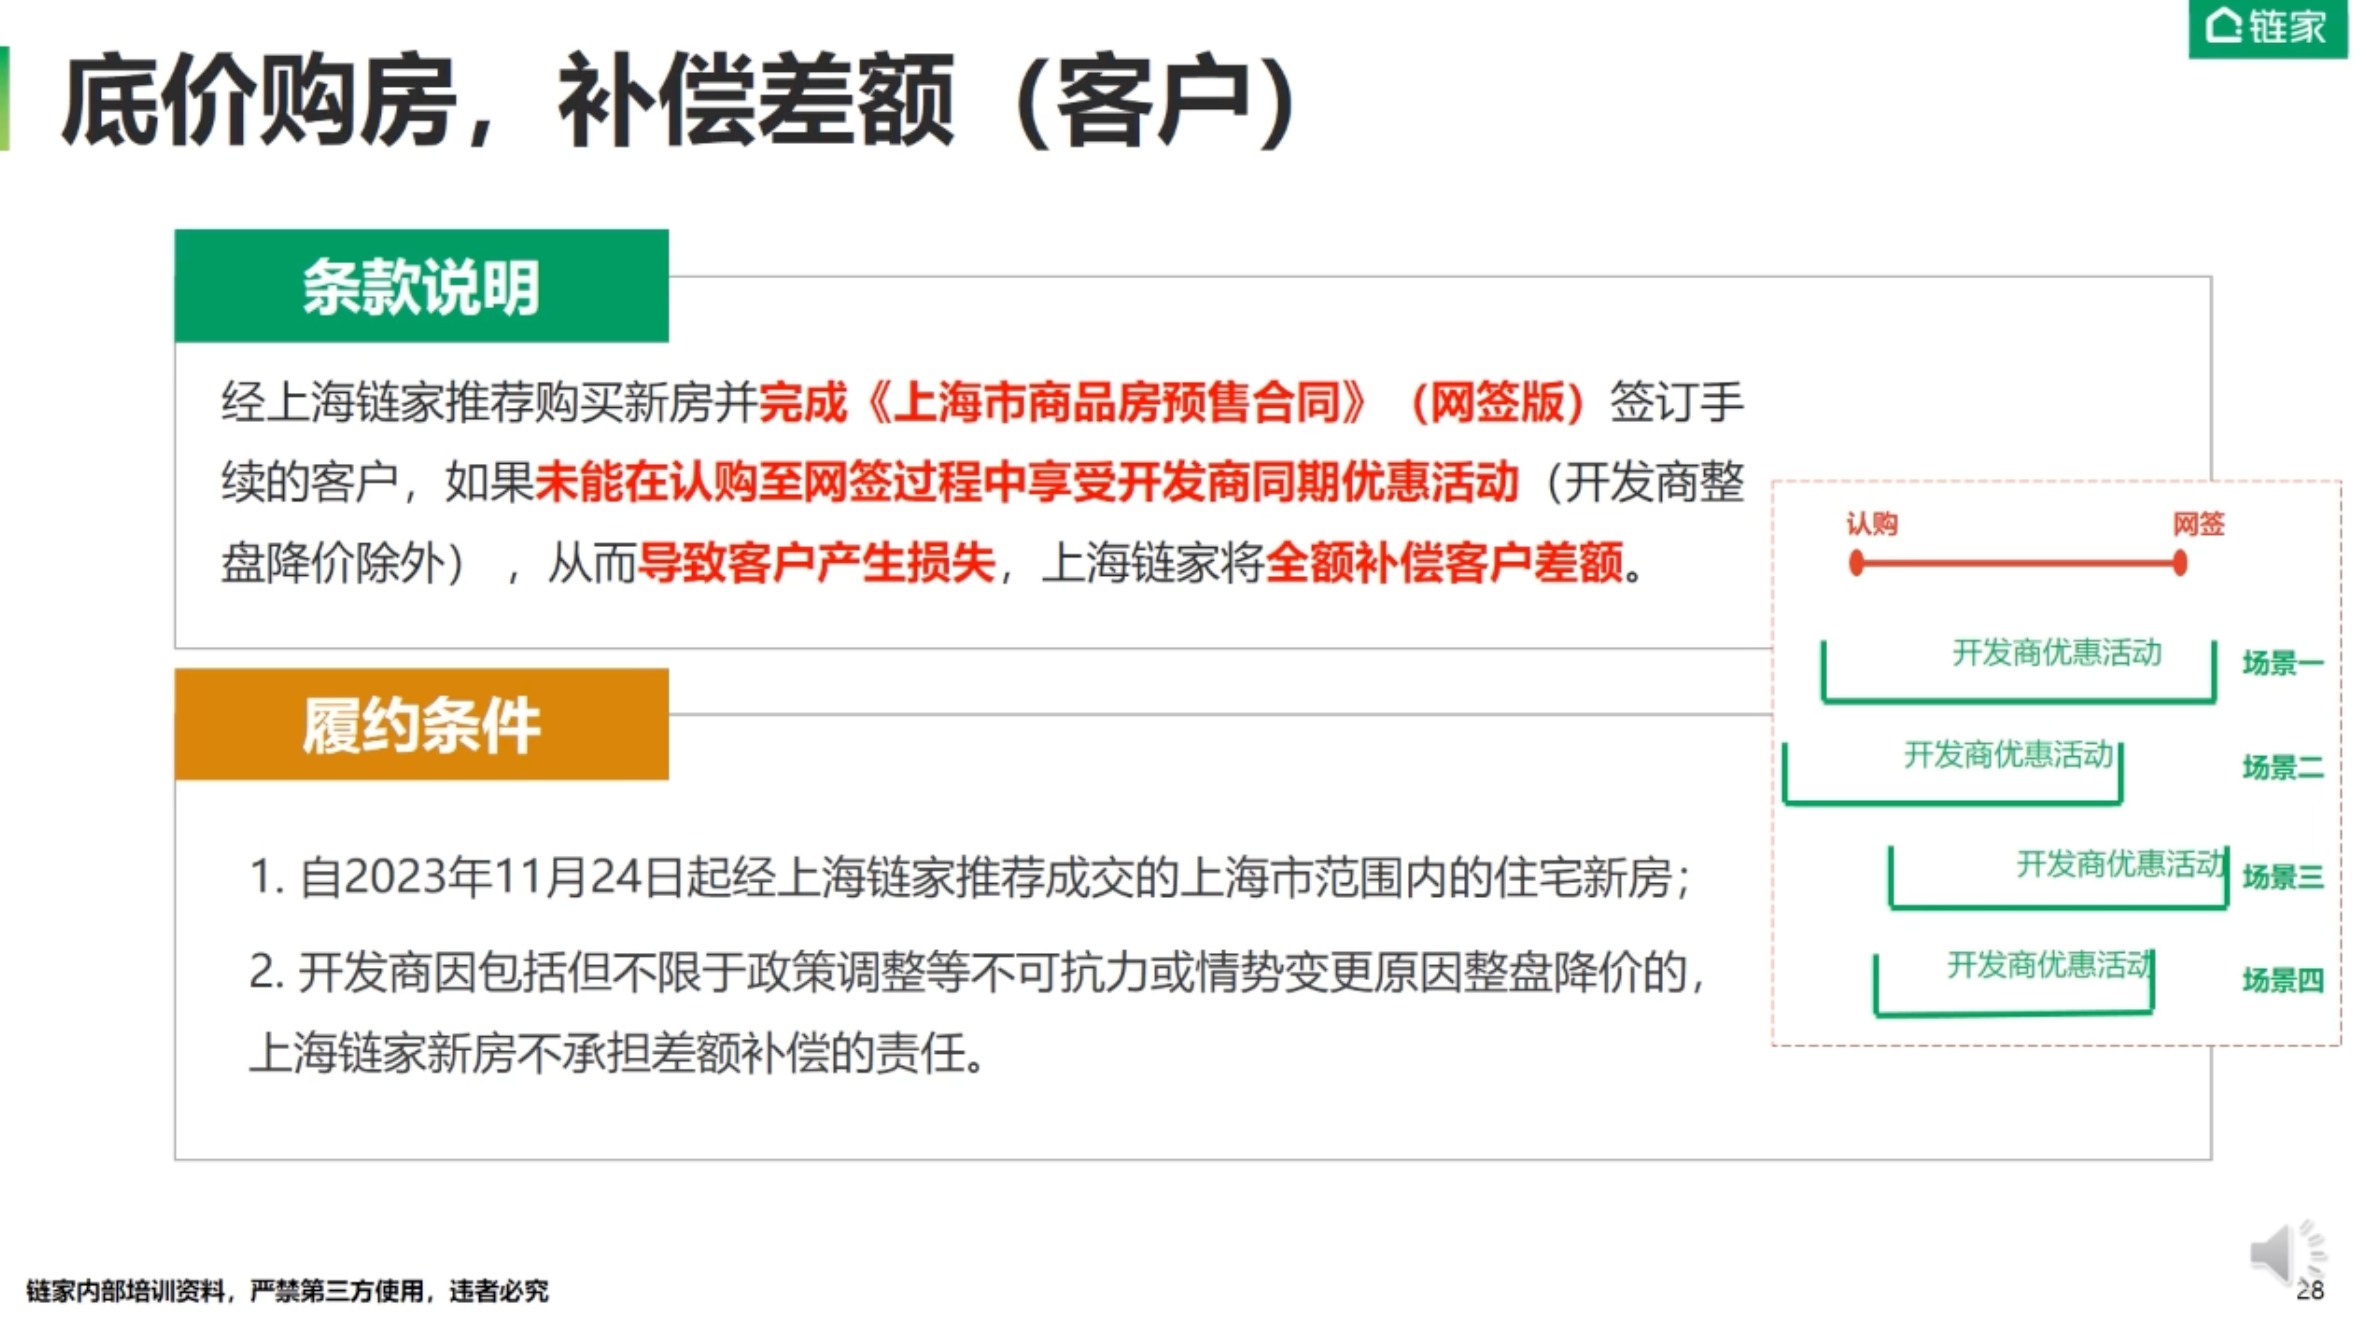 链家
底价购房，补偿差额（客户）
条款说明
经上海链家推荐购买新房并完成《上海市商品房预售合同》（网签版）签订手
续的客户，如果未能在认购至网签过程中享受开发商同期优惠活动（开发商整
盘降价除外），从而导致客户产生损失，上海链家将全额补偿客户差额。
履约条件
1. 自2023年11月24日起经上海链家推荐成交的上海市范围内的住宅新房；
2. 开发商因包括但不限于政策调整等不可抗力或情势变更原因整盘降价的，
上海链家新房不承担差额补偿的责任。
认购 网签
开发商优惠活动 场景一
开发商优惠活动 场景二
开发商优惠活动 场景三
开发商优惠活动 场景四
链家内部培训资料，严禁第三方使用，违者必究
28